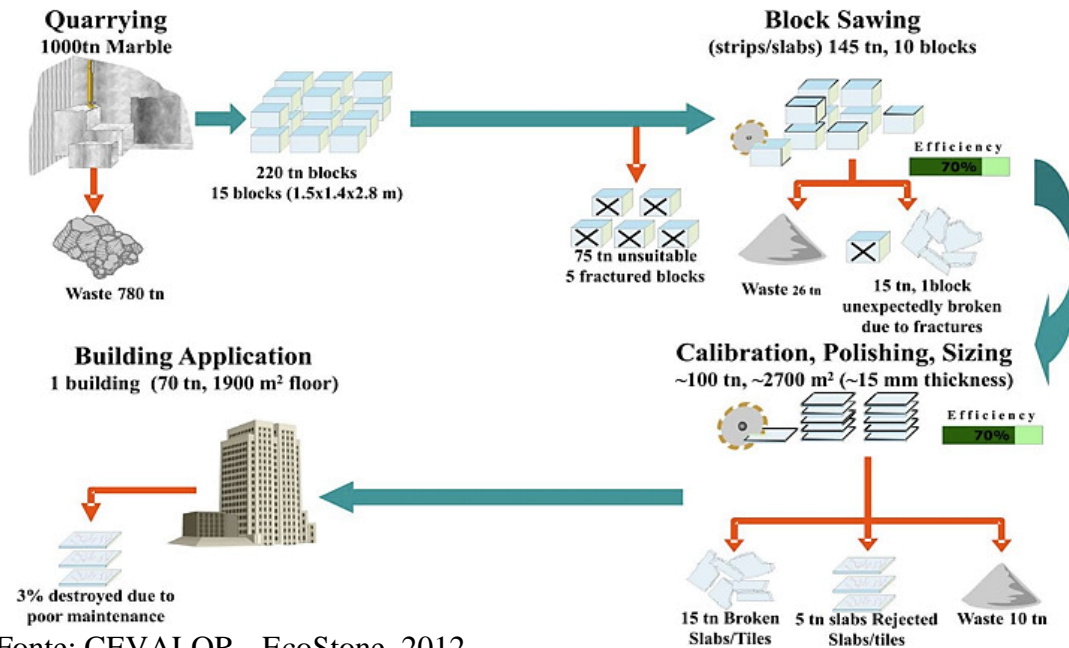 Quarrying
1000tn Marble
220 tn blocks
15 blocks (1.5x1.4x2.8 m)
Waste 780 tn
75 tn unsuitable
5 fractured blocks
Block Sawing
(strips/slabs) 145 tn, 10 blocks
Efficiency
70%
Waste 26 tn
15 tn, 1block
unexpectedly broken
due to fractures
Calibration, Polishing, Sizing
~100 tn, ~2700 m² (~15 mm thickness)
Efficiency
70%
15 tn Broken
Slabs/Tiles
5 tn slabs Rejected
Slabs/tiles
Waste 10 tn
Building Application
1 building (70 tn, 1900 m² floor)
3% destroyed due to
poor maintenance
Fonte: CEVALOR - EcoStone, 2012